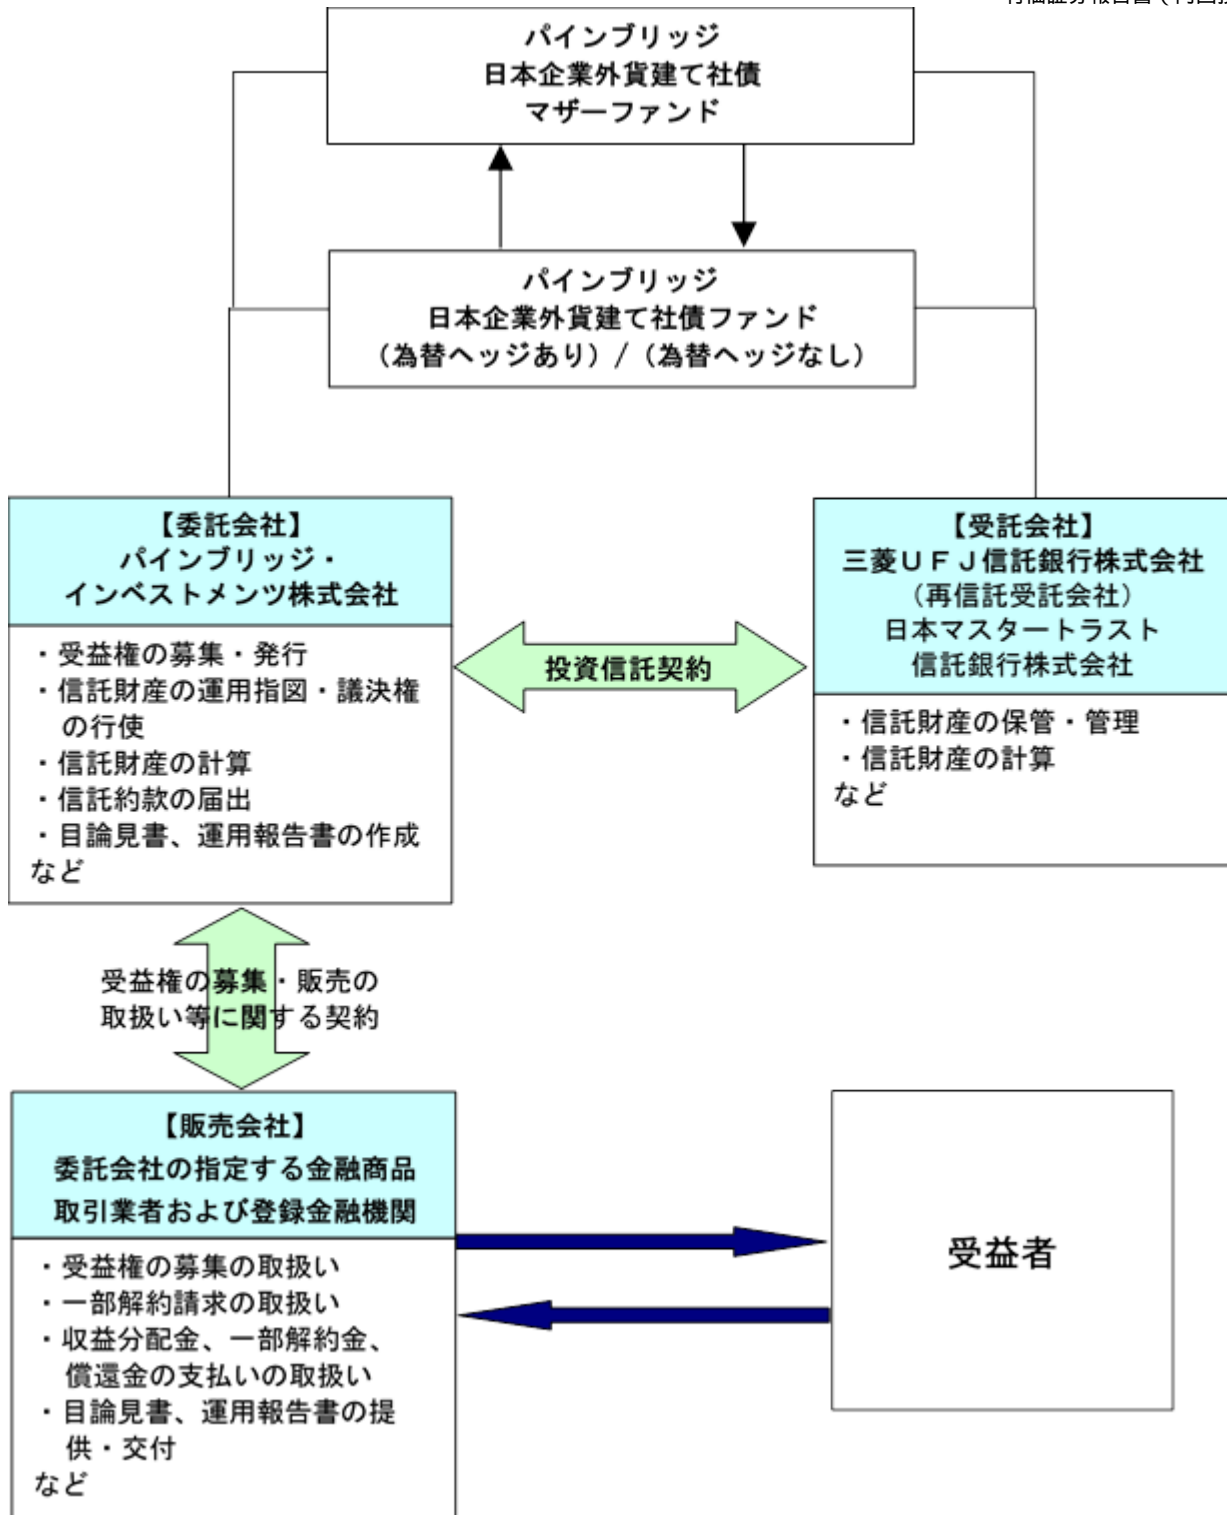 パインブリッジ
日本企業外貨建て社債
マザーファンド
パインブリッジ
日本企業外貨建て社債ファンド
（為替ヘッジあり）/（為替ヘッジなし）
【委託会社】
パインブリッジ・
インベストメンツ株式会社
・受益権の募集・発行
・信託財産の運用指図・議決権
の行使
・信託財産の計算
・信託約款の届出
・目論見書、運用報告書の作成
など
投資信託契約
【受託会社】
三菱ＵＦＪ信託銀行株式会社
（再信託受託会社）
日本マスタートラスト
信託銀行株式会社
・信託財産の保管・管理
・信託財産の計算
など
受益権の募集・販売の
取扱い等に関する契約
【販売会社】
委託会社の指定する金融商品
取引業者および登録金融機関
・受益権の募集の取扱い
・一部解約請求の取扱い
・収益分配金、一部解約金、
償還金の支払いの取扱い
・目論見書、運用報告書の提
供・交付
など
受益者